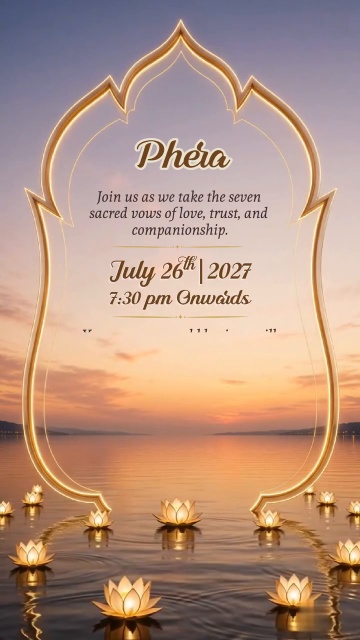 Phera
Join us as we take the seven
sacred vows of love, trust, and
companionship.
July 26th | 2027
7:30 pm Onwards